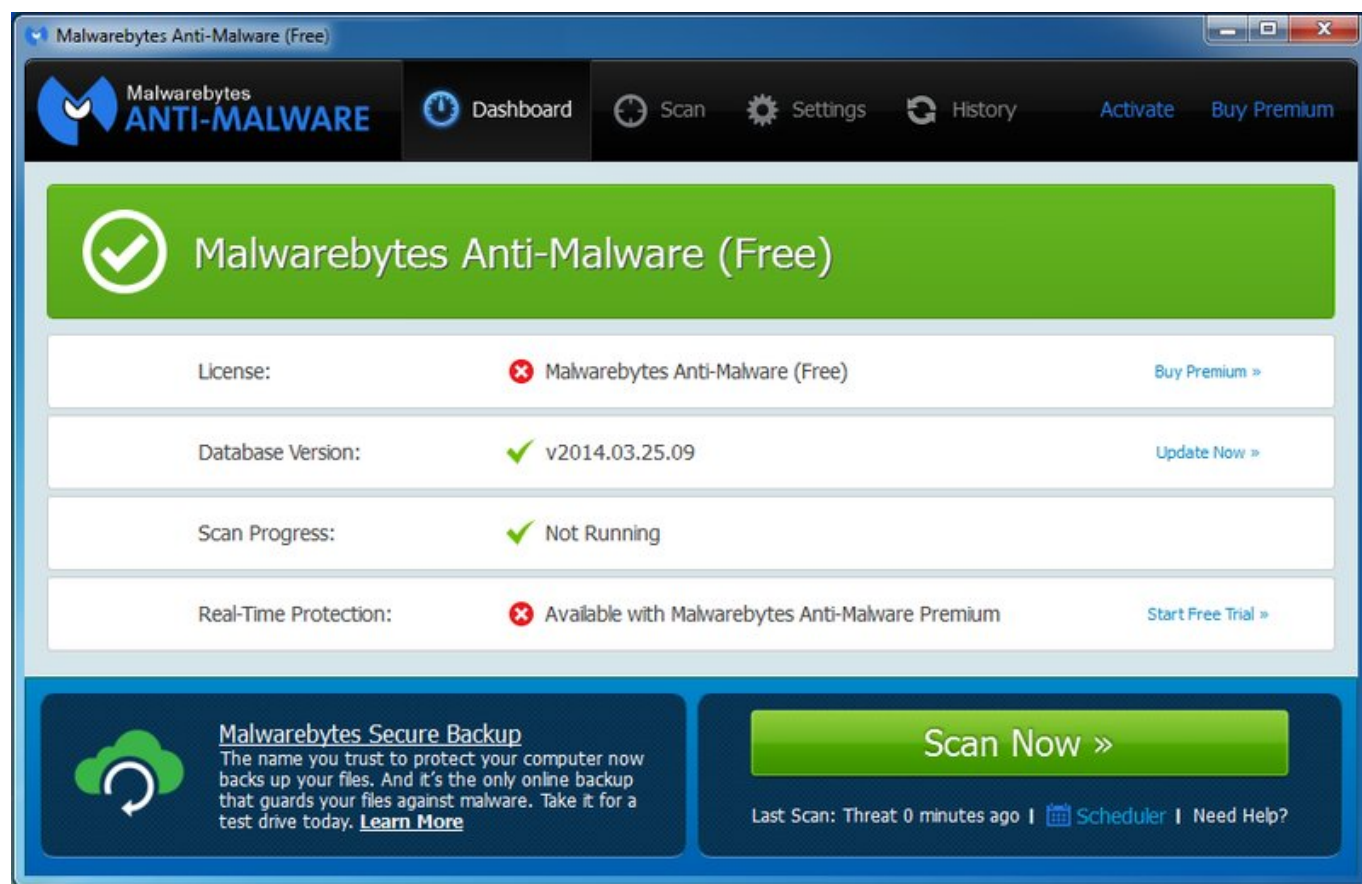 Malwarebytes Anti-Malware (Free)
Malwarebytes
ANTI-MALWARE
Dashboard
Scan
Settings
History
Activate
Buy Premium
Malwarebytes Anti-Malware (Free)
License: Malwarebytes Anti-Malware (Free) Buy Premium »
Database Version: v2014.03.25.09 Update Now »
Scan Progress: Not Running
Real-Time Protection: Available with Malwarebytes Anti-Malware Premium Start Free Trial »
Malwarebytes Secure Backup
The name you trust to protect your computer now
backs up your files. And it's the only online backup
that guards your files against malware. Take it for a
test drive today. Learn More
Scan Now »
Last Scan: Threat 0 minutes ago | Scheduler | Need Help?